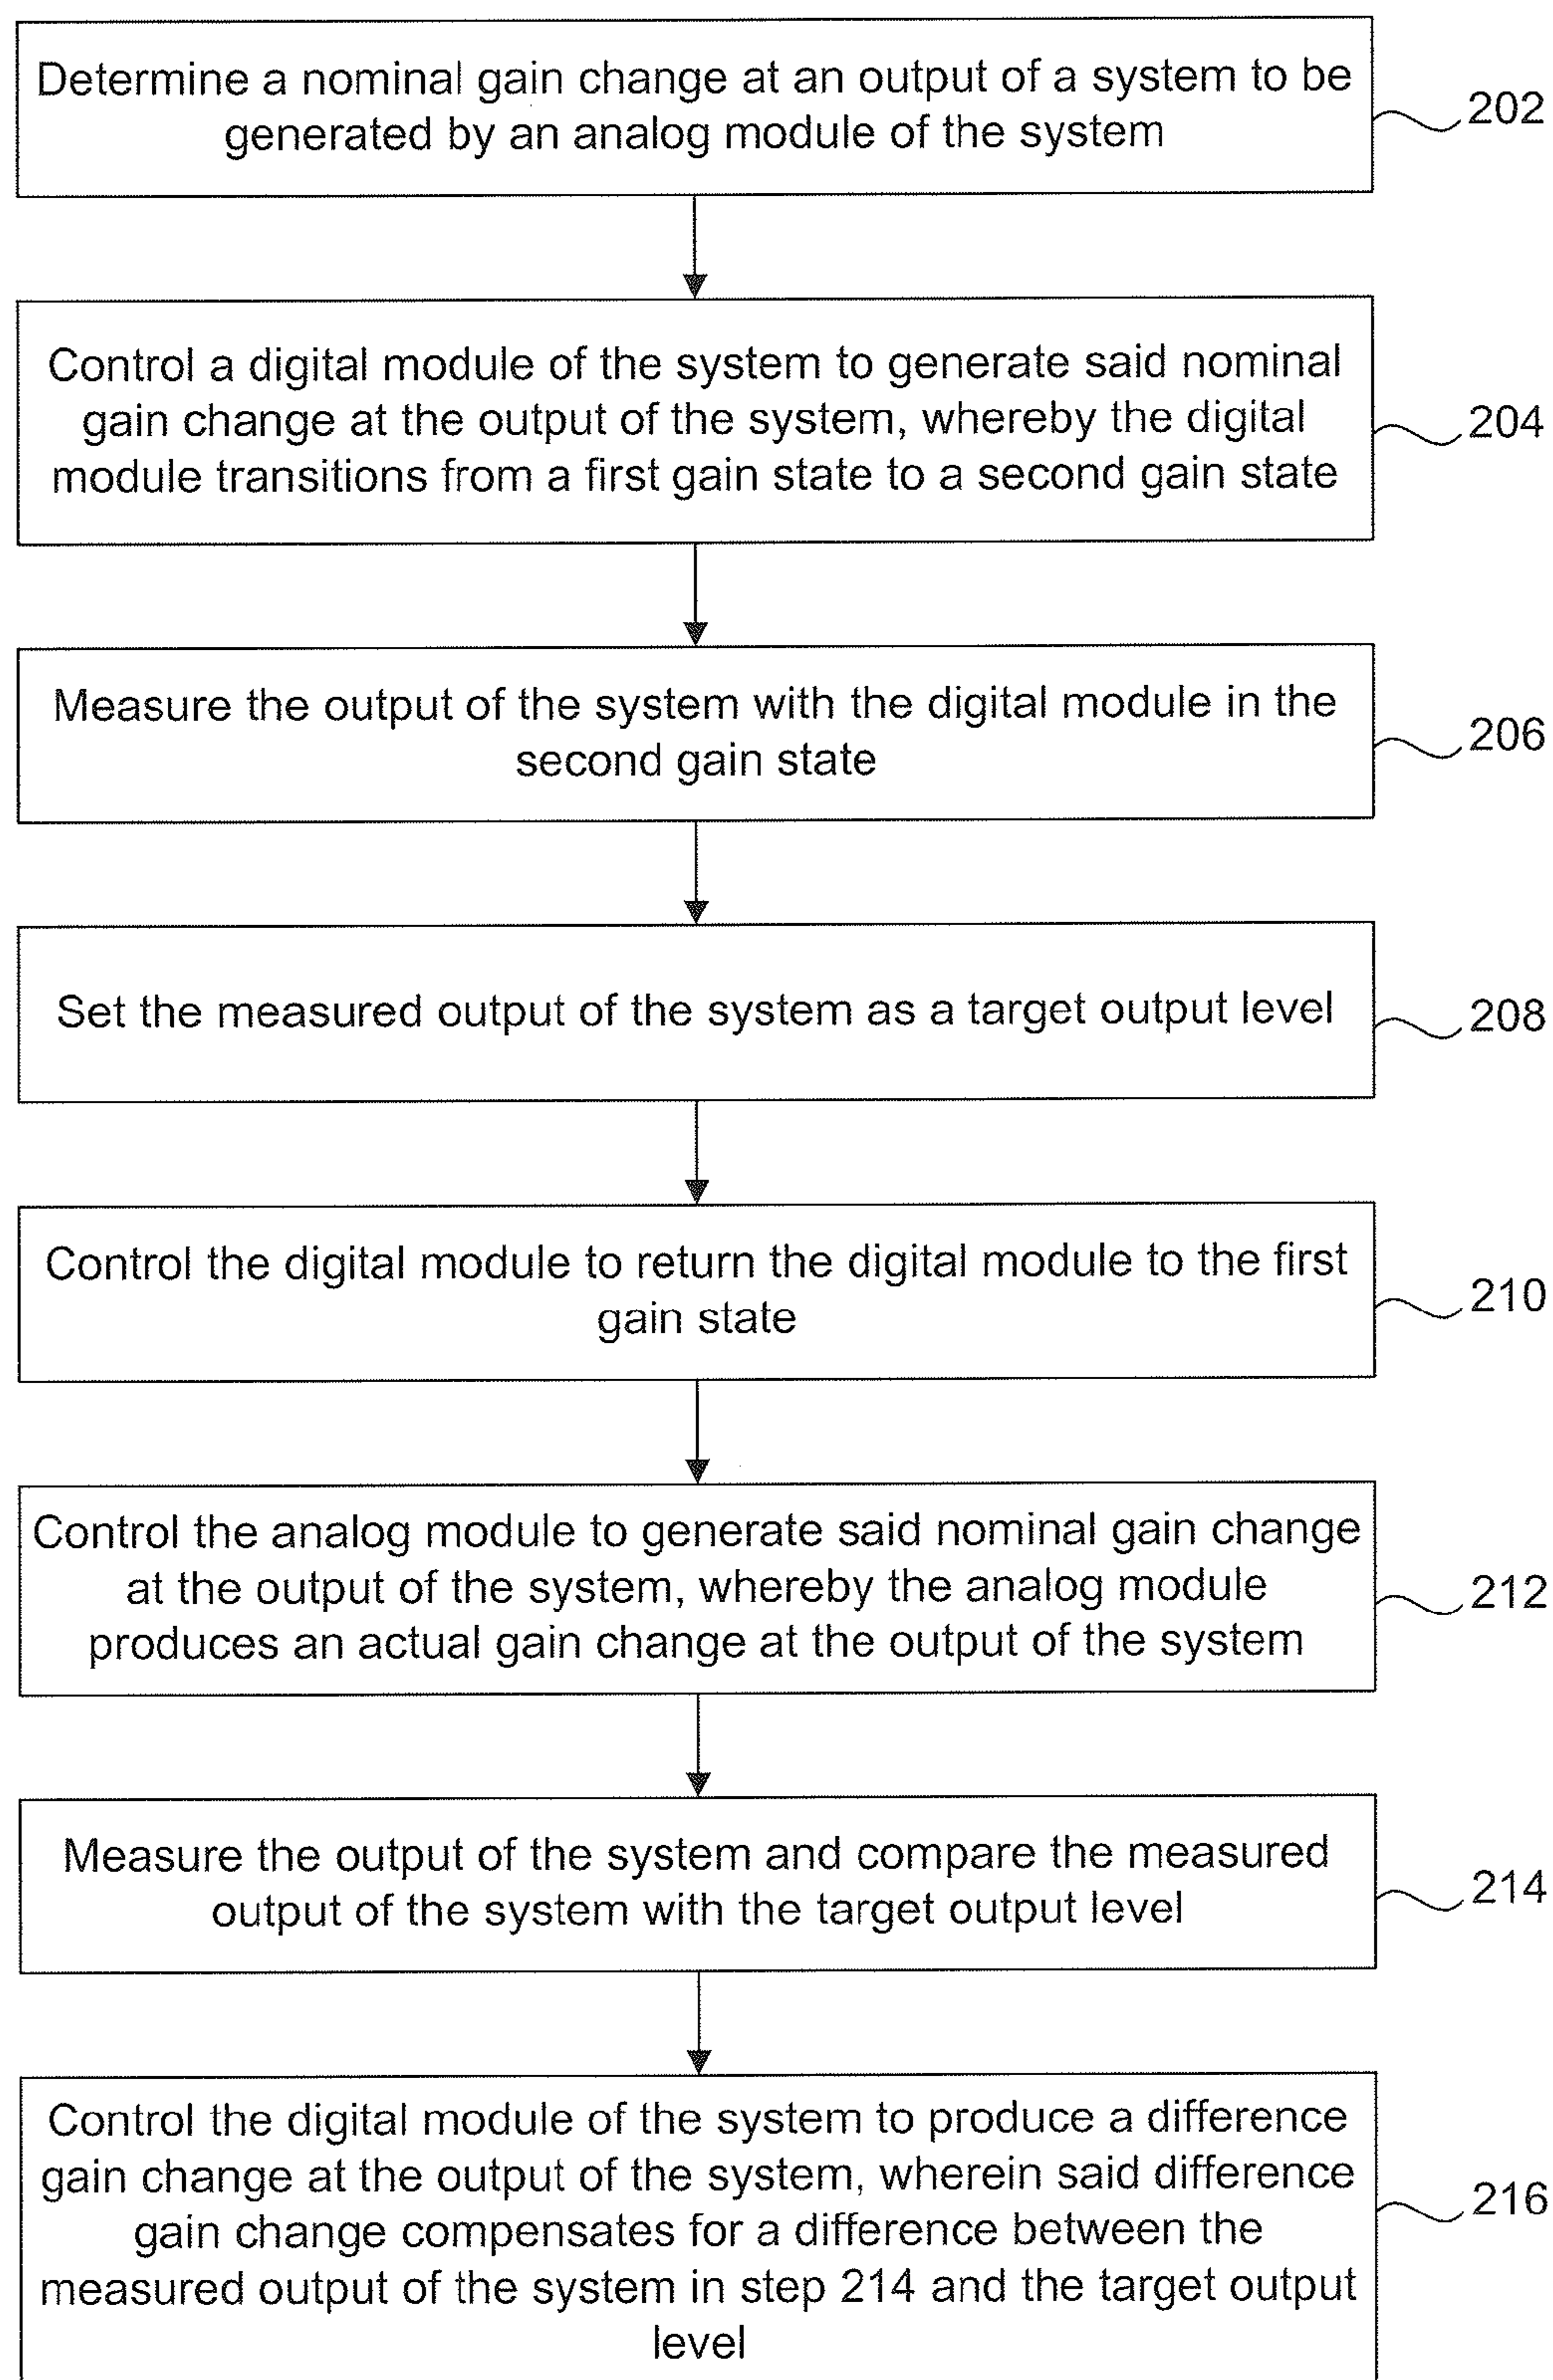 Determine a nominal gain change at an output of a system to be
generated by an analog module of the system
202
Control a digital module of the system to generate said nominal
gain change at the output of the system, whereby the digital
module transitions from a first gain state to a second gain state
204
Measure the output of the system with the digital module in the
second gain state
206
Set the measured output of the system as a target output level
208
Control the digital module to return the digital module to the first
gain state
210
Control the analog module to generate said nominal gain change
at the output of the system, whereby the analog module
produces an actual gain change at the output of the system
212
Measure the output of the system and compare the measured
output of the system with the target output level
214
Control the digital module of the system to produce a difference
gain change at the output of the system, wherein said difference
gain change compensates for a difference between the
measured output of the system in step 214 and the target output
level
216